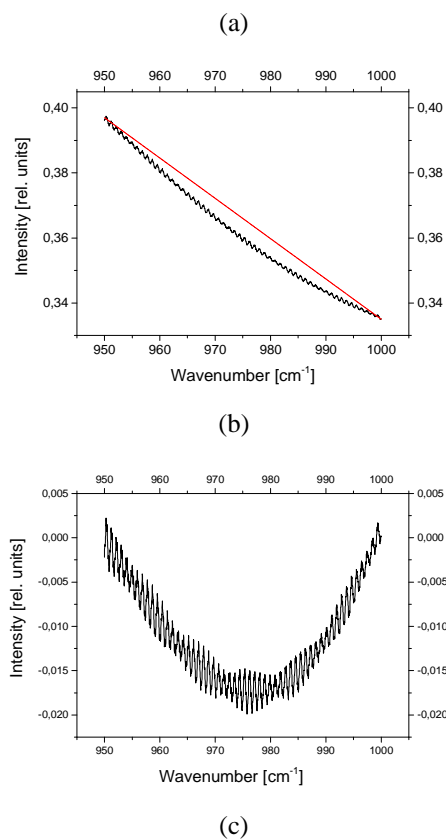 (a)
950 960 970 980 990 1000
0,40 0,40
0,38 0,38
0,36 0,36
0,34 0,34
Intensity [rel. units]
950 960 970 980 990 1000
Wavenumber [cm⁻¹]
(b)
950 960 970 980 990 1000
0,005 0,005
0,000 0,000
-0,005 -0,005
-0,010 -0,010
-0,015 -0,015
-0,020 -0,020
Intensity [rel. units]
950 960 970 980 990 1000
Wavenumber [cm⁻¹]
(c)